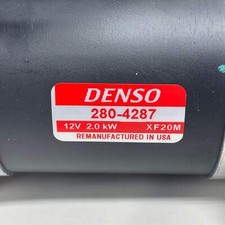 DENSO
280-4287
12V 2.0 kW XF20M
REMANUFACTURED IN USA